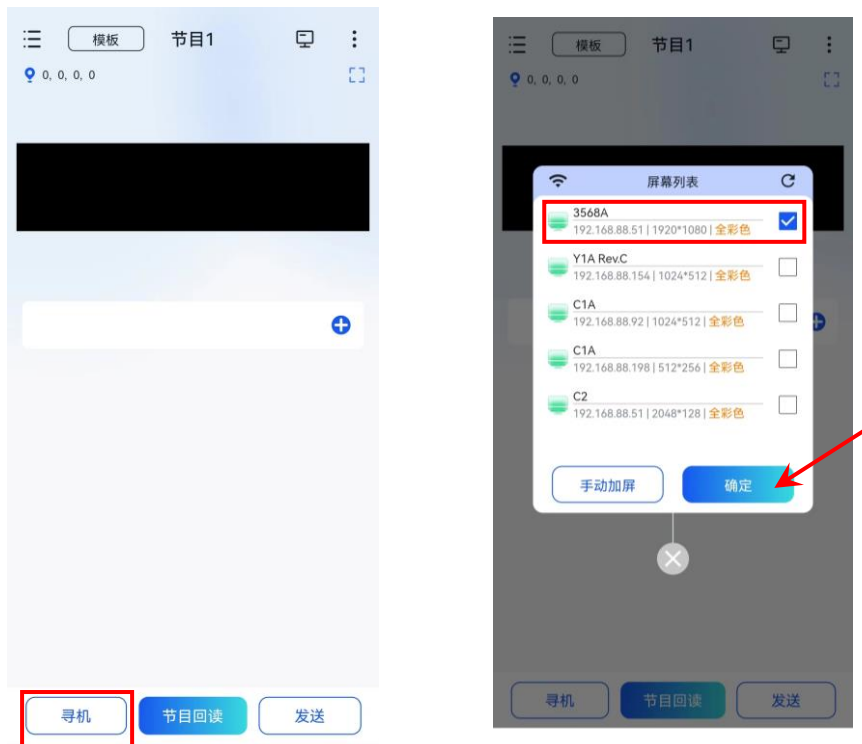 模板
节目1
0, 0, 0, 0
寻机
节目回读
发送
模板
节目1
0, 0, 0, 0
屏幕列表
3568A
192.168.88.51 | 1920*1080 | 全彩色
Y1A Rev.C
192.168.88.154 | 1024*512 | 全彩色
C1A
192.168.88.92 | 1024*512 | 全彩色
C1A
192.168.88.198 | 512*256 | 全彩色
C2
192.168.88.51 | 2048*128 | 全彩色
手动加屏
确定
寻机
节目回读
发送